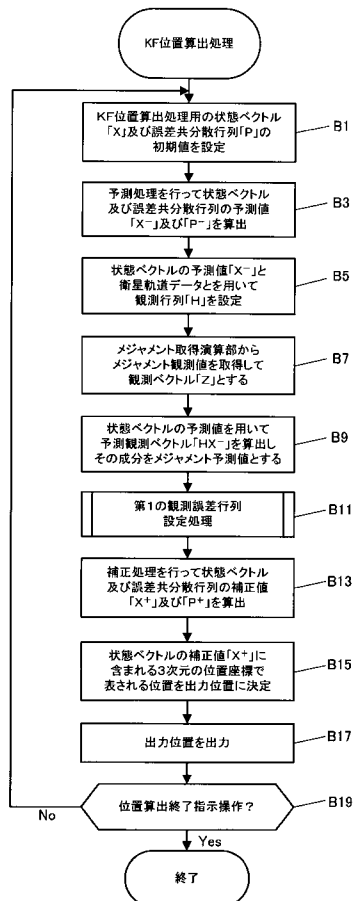 KF位置算出処理
KF位置算出処理用の状態ベクトル
「X」及び誤差共分散行列「P」の
初期値を設定
B1
予測処理を行って状態ベクトル
及び誤差共分散行列の予測値
「X⁻」及び「P⁻」を算出
B3
状態ベクトルの予測値「X⁻」と
衛星軌道データとを用いて
観測行列「H」を設定
B5
メジャメント取得演算部から
メジャメント観測値を取得して
観測ベクトル「Z」とする
B7
状態ベクトルの予測値を用いて
予測観測ベクトル「HX⁻」を算出し
その成分をメジャメント予測値とする
B9
第1の観測誤差行列
設定処理
B11
補正処理を行って状態ベクトル
及び誤差共分散行列の補正値
「X⁺」及び「P⁺」を算出
B13
状態ベクトルの補正値「X⁺」に
含まれる3次元の位置座標で
表される位置を出力位置に決定
B15
出力位置を出力
B17
位置算出終了指示操作?
B19
No
Yes
終了